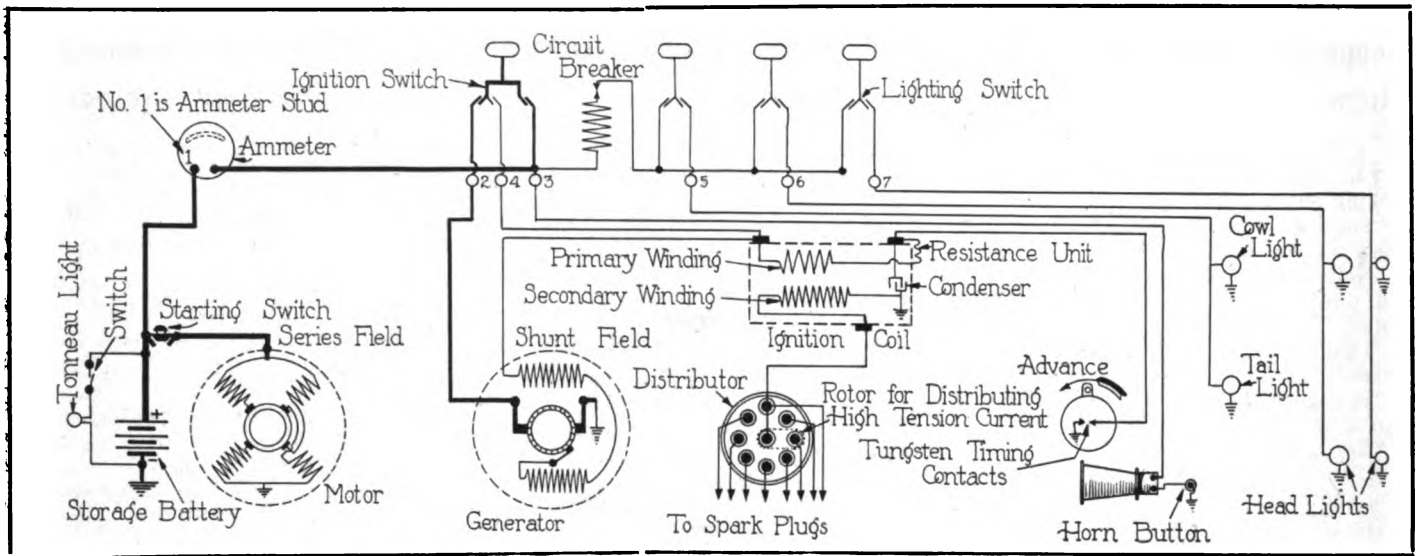 Circuit
Breaker
Ignition Switch
Lighting Switch
No. 1 is Ammeter Stud
Ammeter
1
2 4 3 5 6 7
Cowl
Light
Resistance Unit
Primary Winding
Secondary Winding
Condenser
Ignition Coil
Tonneau Light
Switch
Starting Switch
Series Field
Shunt Field
Distributor
Rotor for Distributing
High Tension Current
Advance
Tail
Light
Tungsten Timing
Contacts
+
-
Motor
Storage Battery
Generator
To Spark Plugs
Horn Button
Head Lights